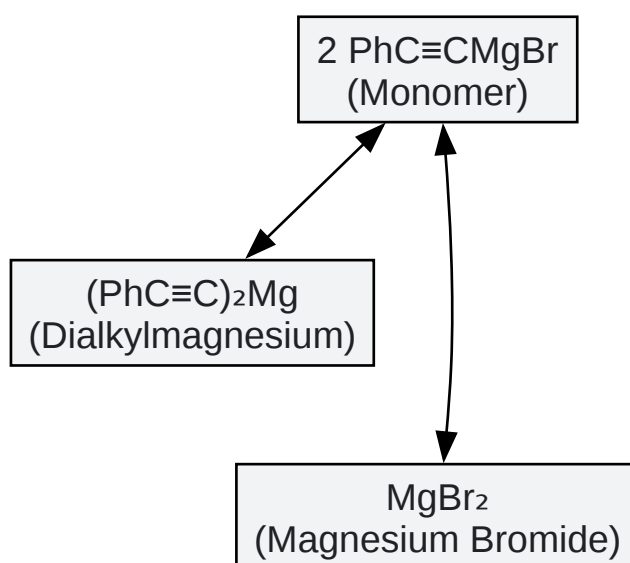 2 PhC≡CMgBr
(Monomer)
(PhC≡C)₂Mg
(Dialkylmagnesium)
MgBr₂
(Magnesium Bromide)